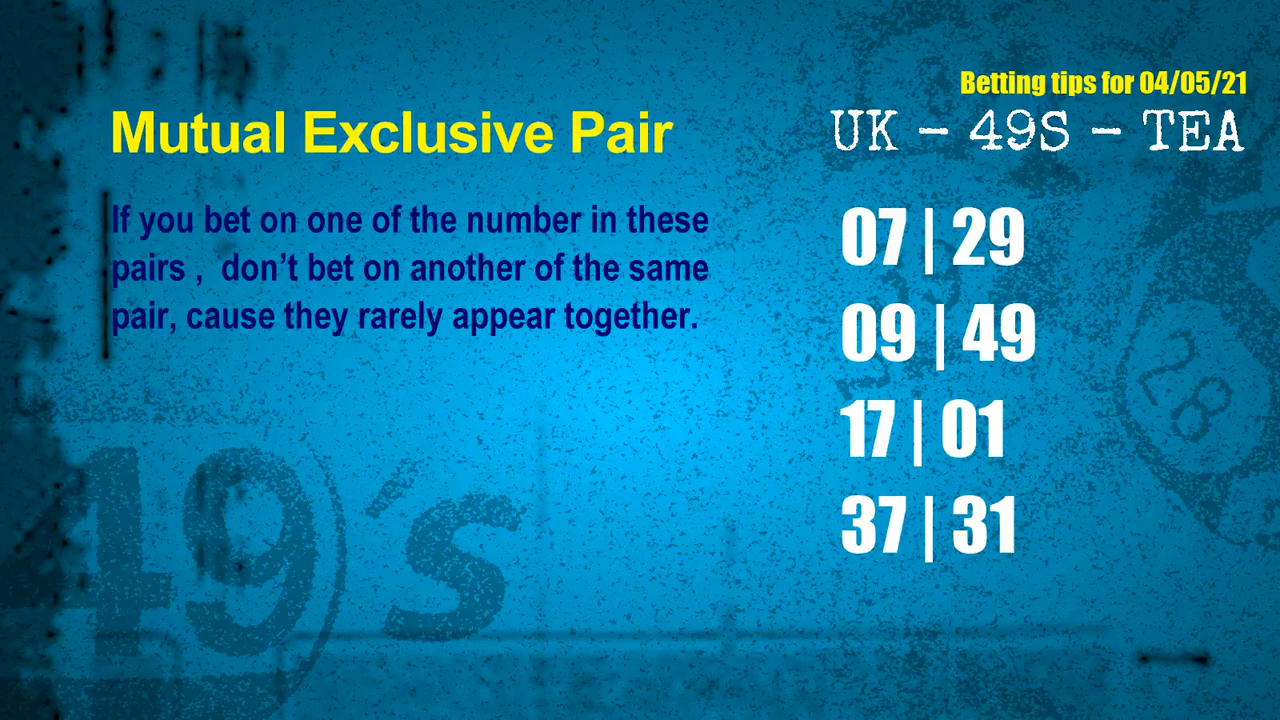 Betting tips for 04/05/21
Mutual Exclusive Pair
UK - 49S - TEA
If you bet on one of the number in these
pairs ,  don't bet on another of the same
pair, cause they rarely appear together.
07 | 29
09 | 49
17 | 01
37 | 31
49's
28